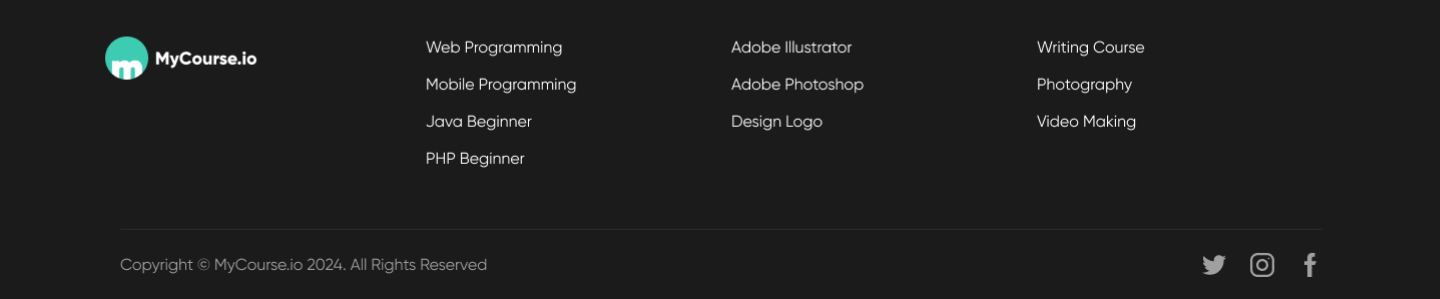 m MyCourse.io
Web Programming
Mobile Programming
Java Beginner
PHP Beginner
Adobe Illustrator
Adobe Photoshop
Design Logo
Writing Course
Photography
Video Making
Copyright © MyCourse.io 2024. All Rights Reserved